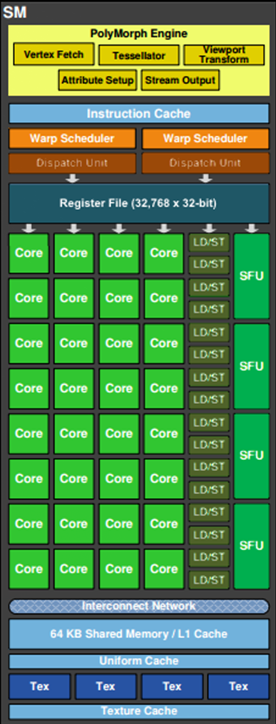 SM
PolyMorph Engine
Vertex Fetch Tessellator Viewport Transform
Attribute Setup Stream Output
Instruction Cache
Warp Scheduler Warp Scheduler
Dispatch Unit Dispatch Unit
Register File (32,768 x 32-bit)
Core Core Core Core LD/ST LD/ST SFU
Core Core Core Core LD/ST LD/ST
Core Core Core Core LD/ST LD/ST SFU
Core Core Core Core LD/ST LD/ST
Core Core Core Core LD/ST LD/ST SFU
Core Core Core Core LD/ST LD/ST
Core Core Core Core LD/ST LD/ST SFU
Core Core Core Core LD/ST LD/ST
Interconnect Network
64 KB Shared Memory / L1 Cache
Uniform Cache
Tex Tex Tex Tex
Texture Cache